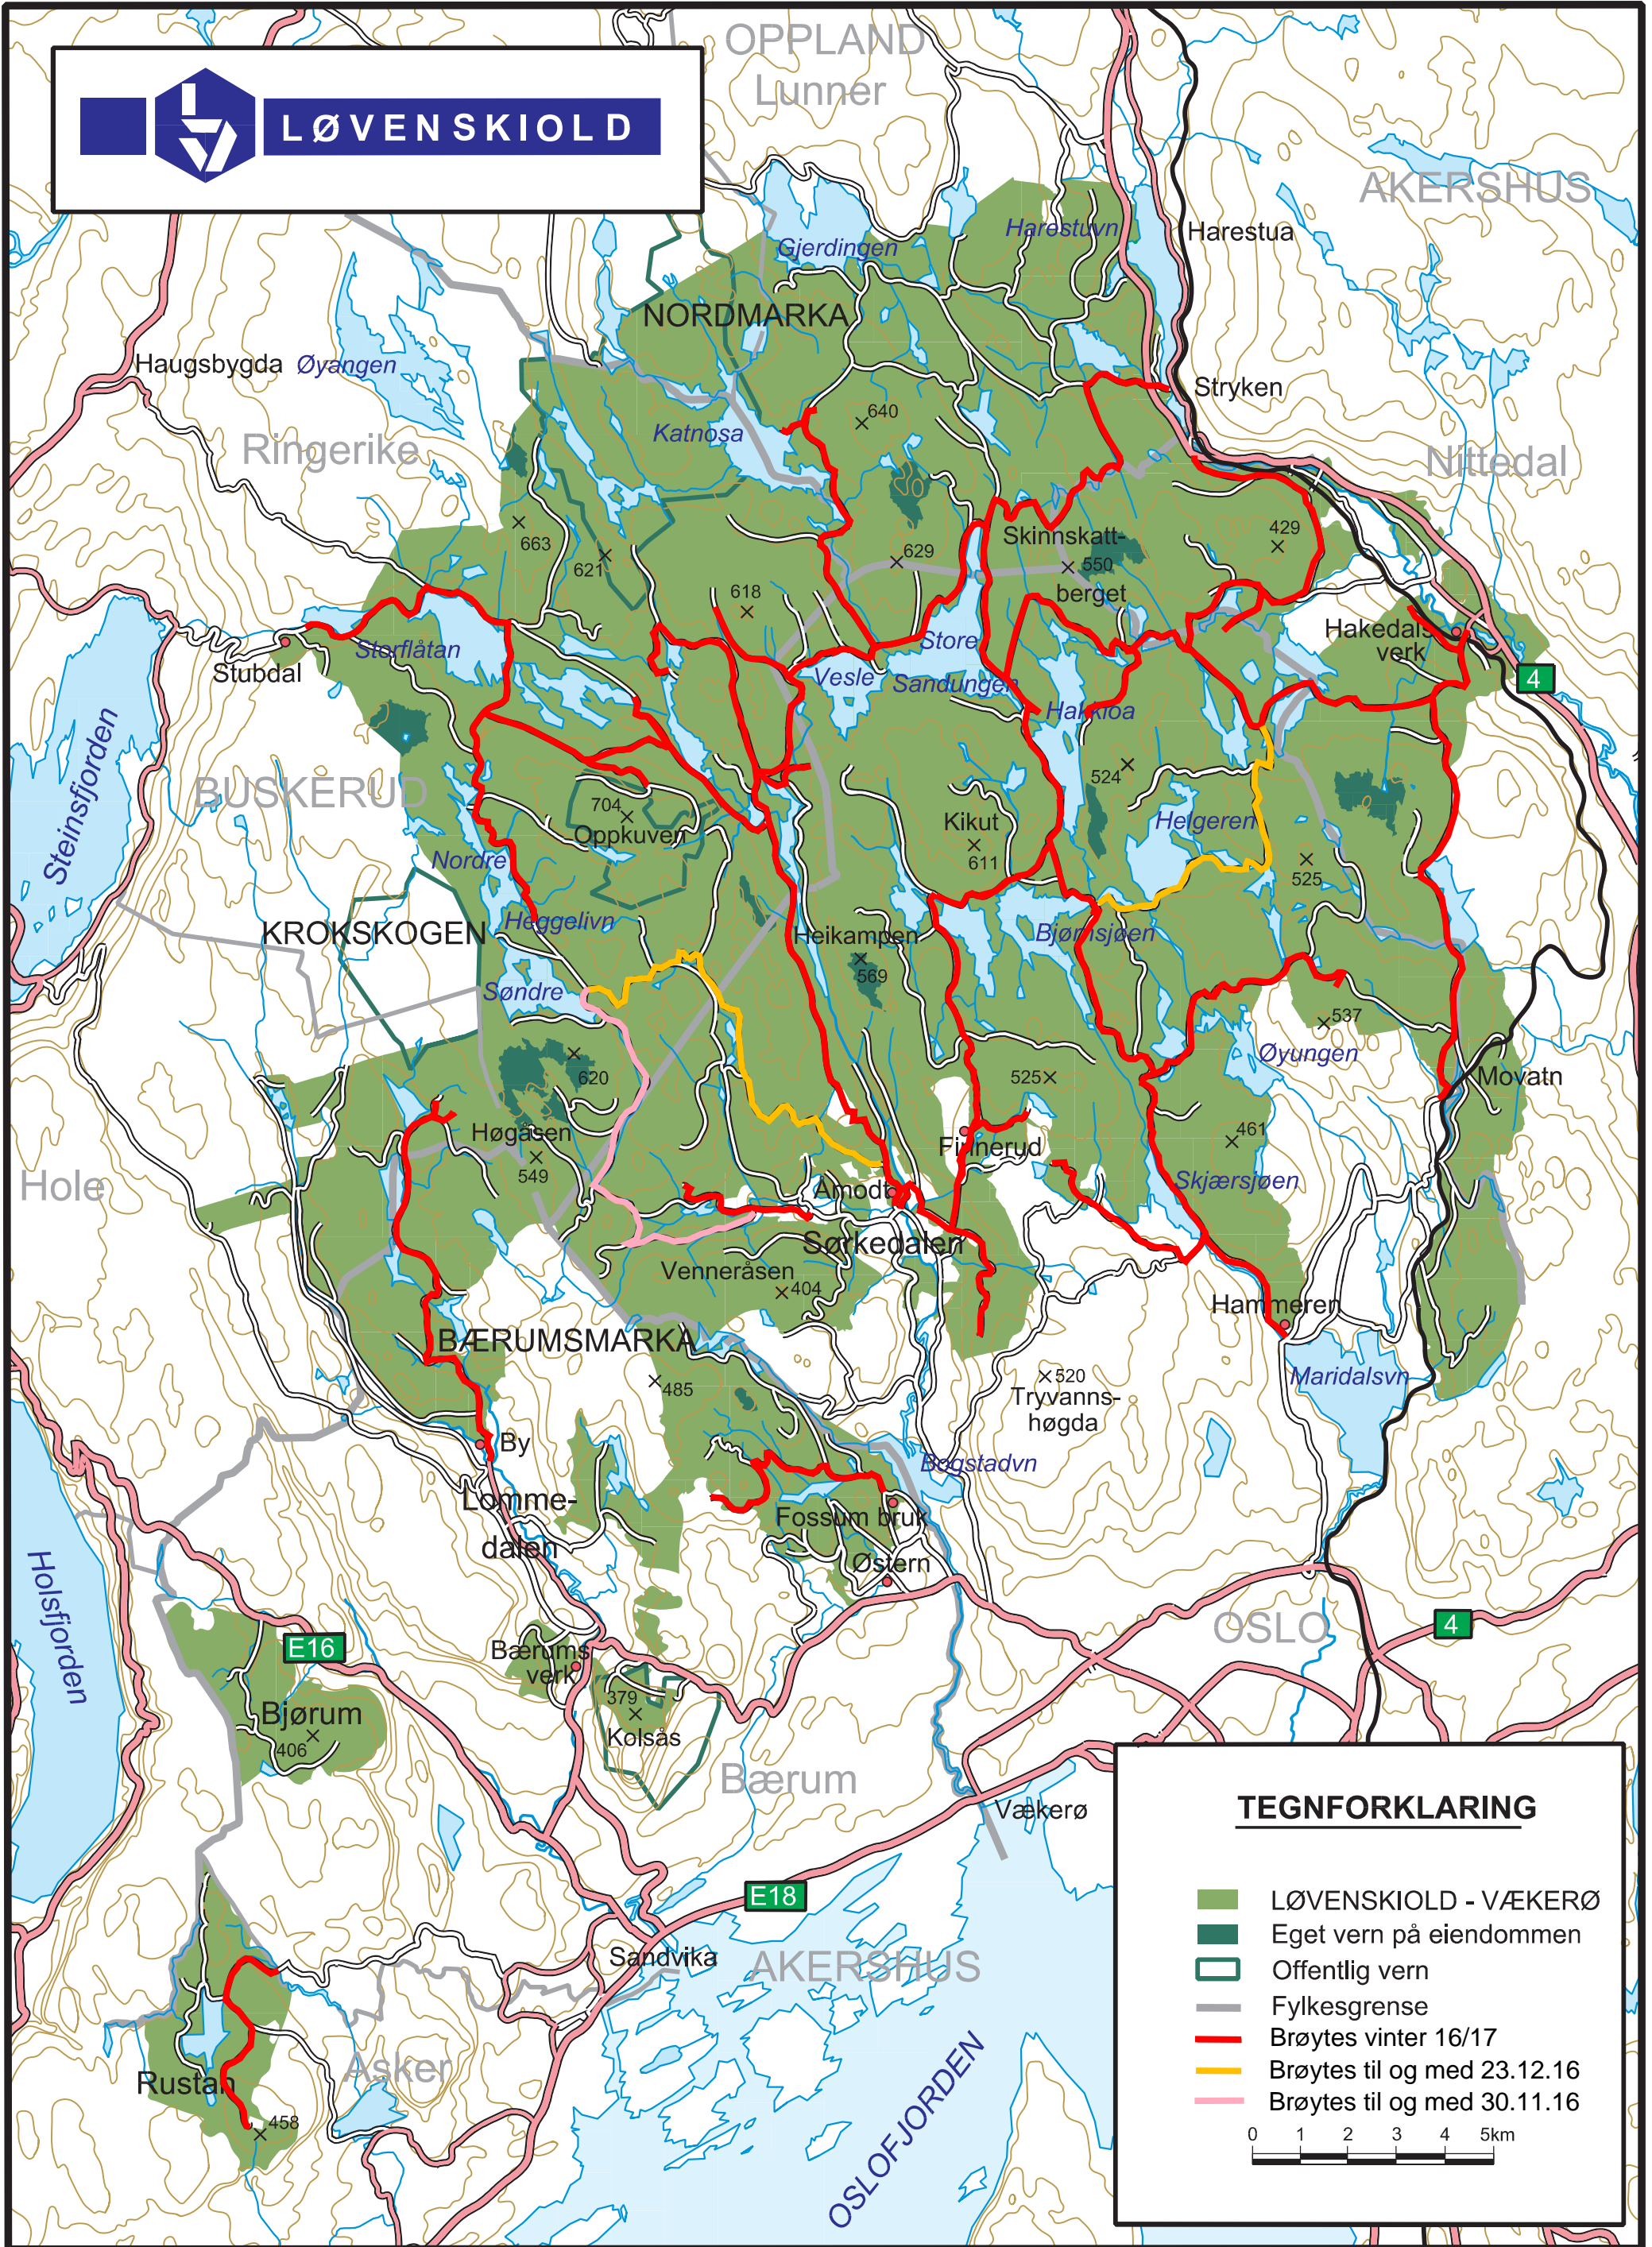 OPPLAND
Lunner
LØVENSKIOLD
AKERSHUS
Harestuvn
Harestua
Gjerdingen
NORDMARKA
Haugsbygda
Øyangen
Stryken
640
Katnosa
Ringerike
Nittedal
663
621
629
Skinnskatt-
550
berget
429
618
Hakedals
verk
Stubdal
Storflåtan
Store
Vesle
Sandungen
4
Hakkloa
Steinsfjorden
BUSKERUD
524
704
Oppkuven
Kikut
611
Helgeren
Nordre
525
KROKSKOGEN
Heggelivn
Heikampen
569
Bjørnsjøen
Søndre
537
Øyungen
620
525
Movatn
Høgåsen
549
Finnerud
461
Hole
Åmodt
Skjærsjøen
Sørkedalen
Venneråsen
404
Hammeren
BÆRUMSMARKA
485
520
Tryvanns-
høgda
Maridalsvn
By
Bogstadvn
Lomme-
dalen
Fossum bruk
Østern
Holsfjorden
E16
OSLO
4
Bærums
verk
379
Kolsås
Bjørum
406
Bærum
Vækerø
TEGNFORKLARING
E18
LØVENSKIOLD - VÆKERØ
Eget vern på eiendommen
Sandvika
AKERSHUS
Offentlig vern
Fylkesgrense
Brøytes vinter 16/17
Asker
Rustan
Brøytes til og med 23.12.16
Brøytes til og med 30.11.16
458
OSLOFJORDEN
0 1 2 3 4 5km